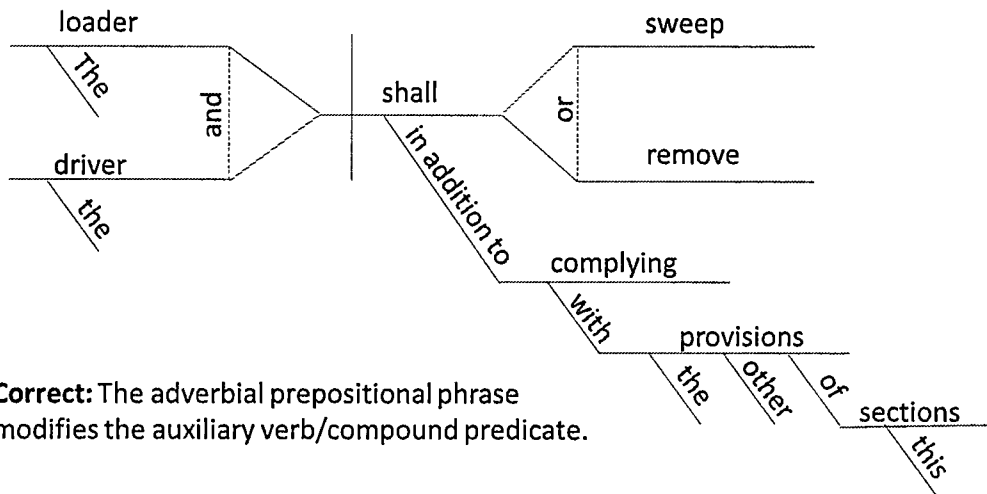 loader
sweep
The
and
shall
or
driver
remove
the
in addition to
complying
with
provisions
the
other
of
sections
this
Correct: The adverbial prepositional phrase
modifies the auxiliary verb/compound predicate.